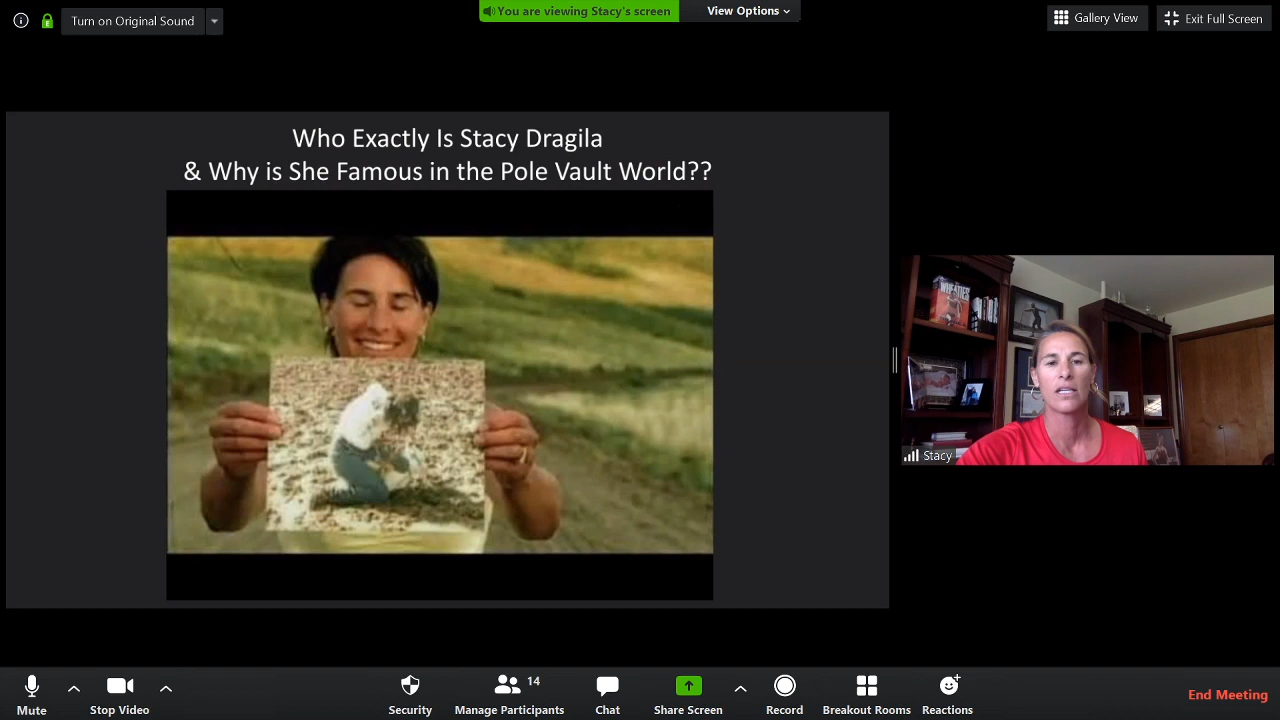 Turn on Original Sound
You are viewing Stacy's screen
View Options
Gallery View
Exit Full Screen
Who Exactly Is Stacy Dragila
& Why is She Famous in the Pole Vault World??
WHEATIES
Stacy
Mute
Stop Video
Security
14
Manage Participants
Chat
Share Screen
Record
Breakout Rooms
Reactions
End Meeting